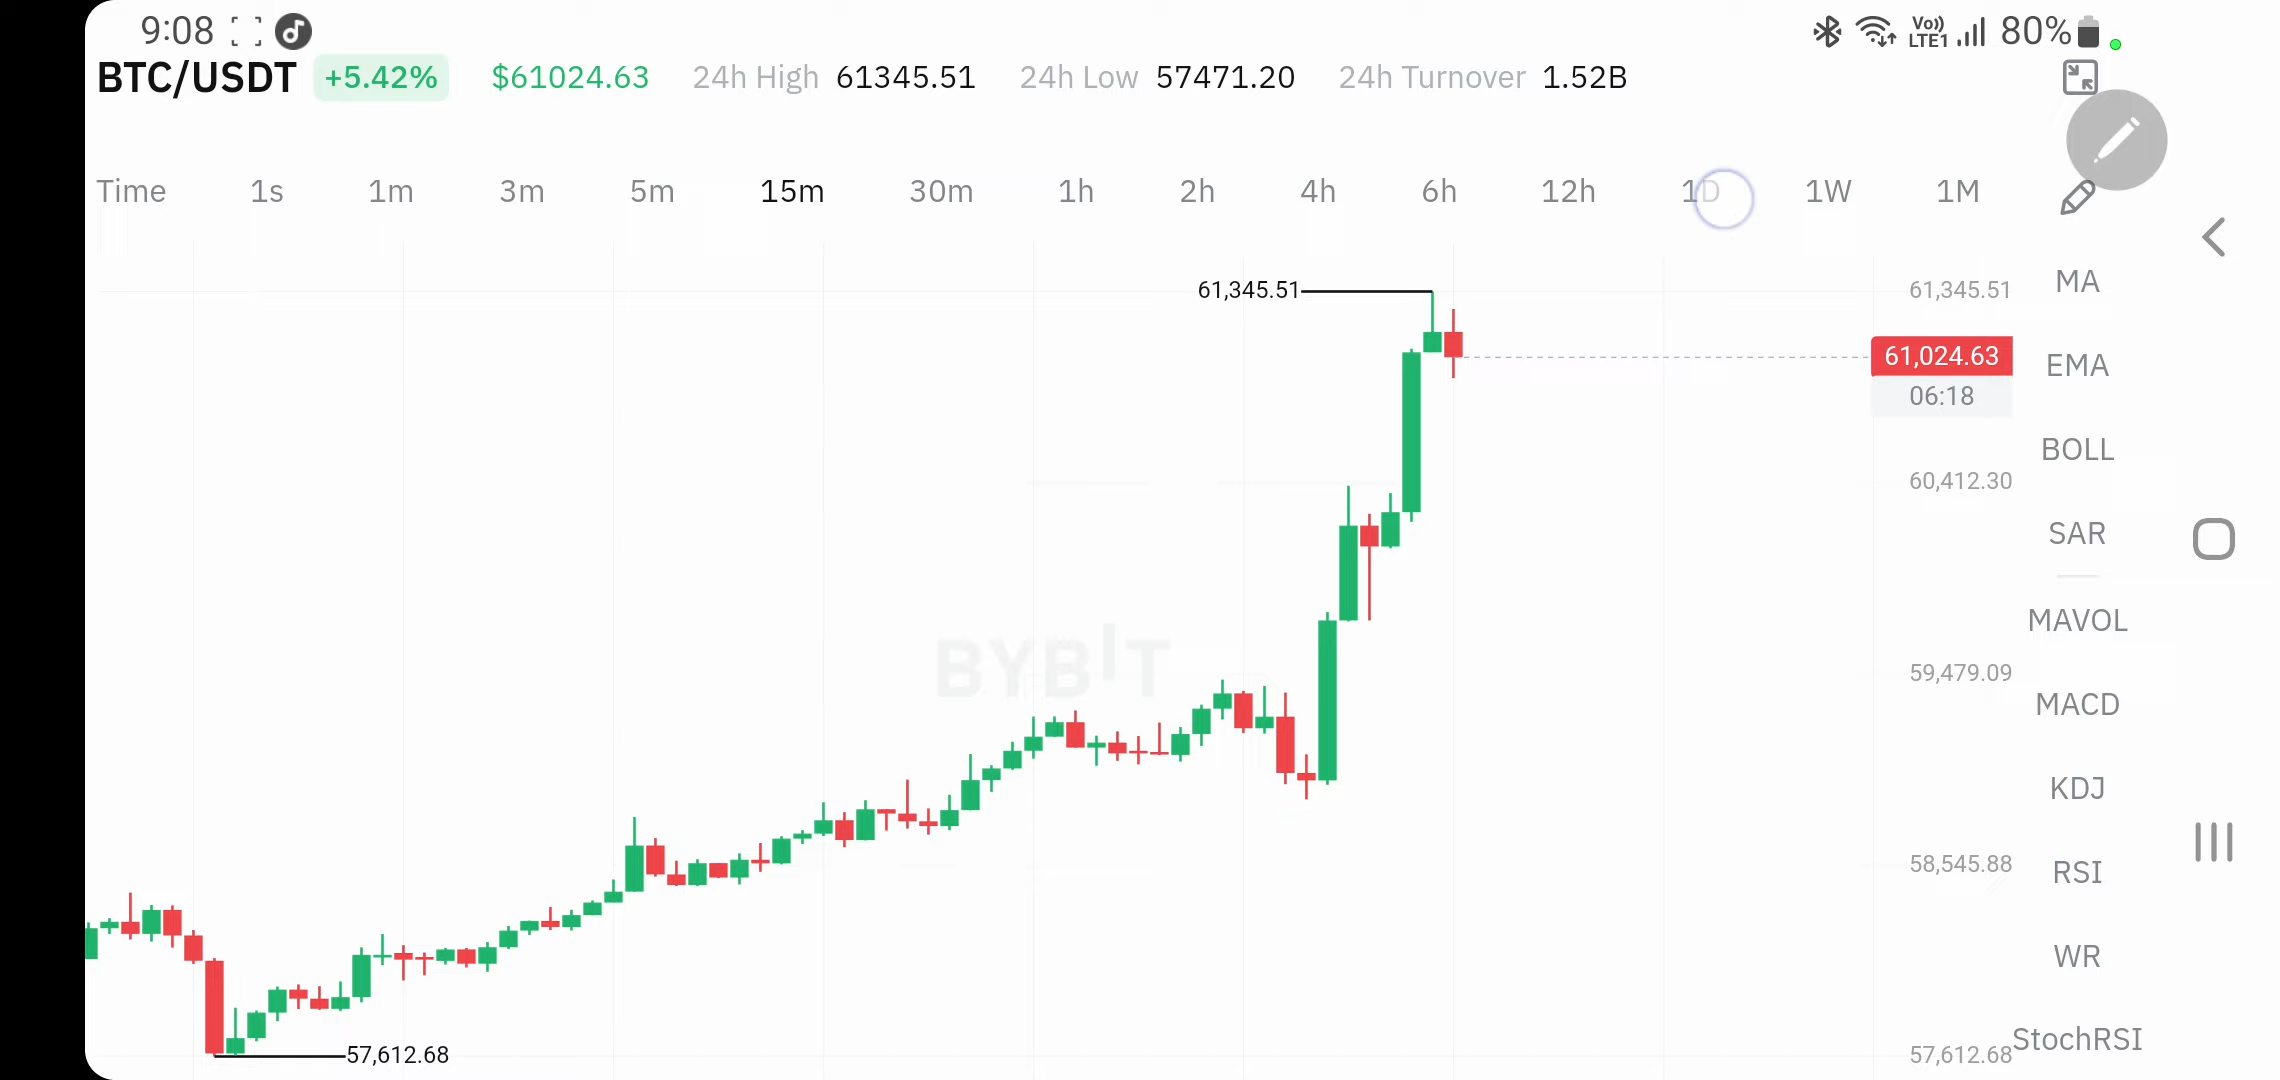 9:08 Vo)) LTE1 80%
BTC/USDT +5.42% $61024.63 24h High 61345.51 24h Low 57471.20 24h Turnover 1.52B
Time 1s 1m 3m 5m 15m 30m 1h 2h 4h 6h 12h 1D 1W 1M
MA
61,345.51 61,345.51
61,024.63
EMA
06:18
BOLL
60,412.30
SAR
MAVOL
BYBIT
59,479.09
MACD
KDJ
58,545.88
RSI
WR
StochRSI
57,612.68 57,612.68